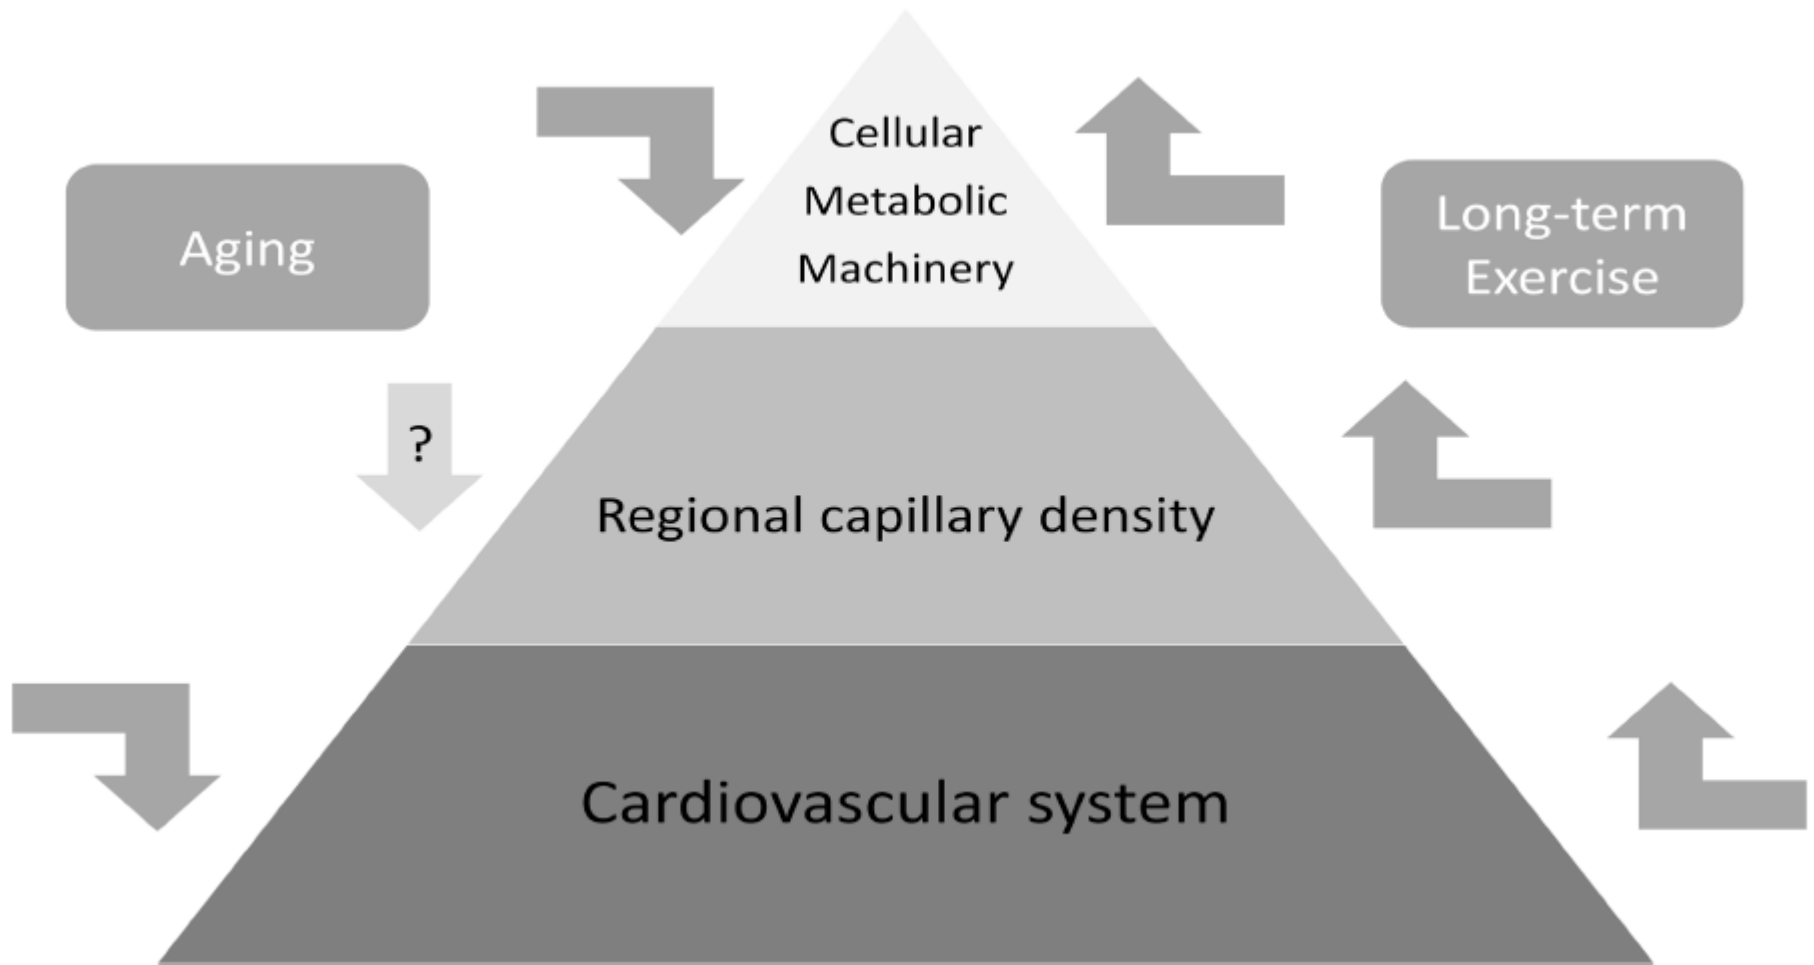 Cellular
Metabolic
Machinery
Aging
Long-term
Exercise
?
Regional capillary density
Cardiovascular system